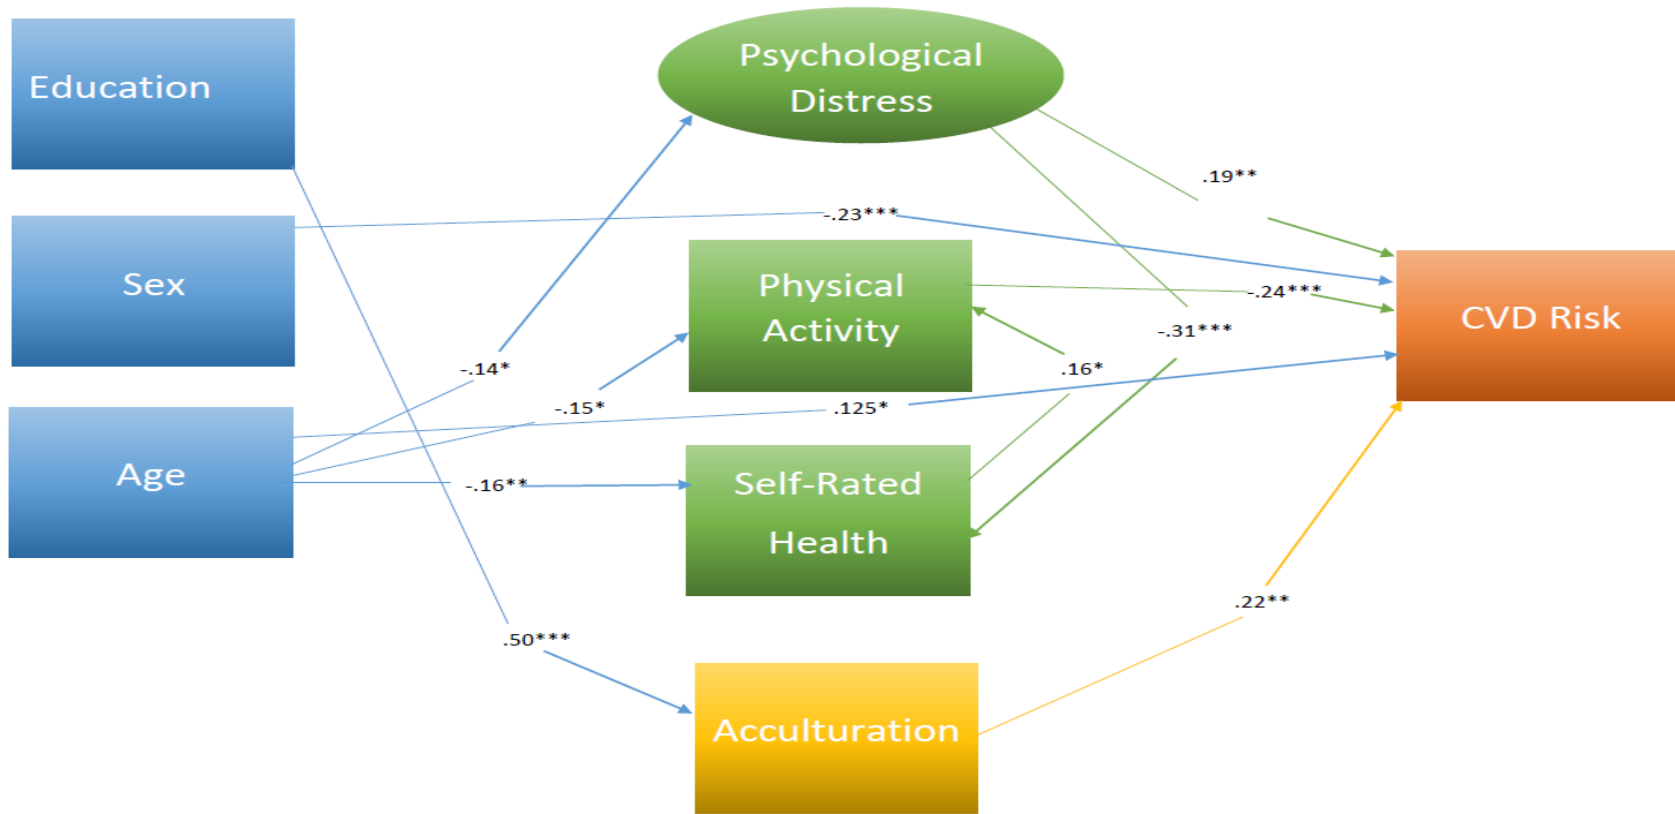 Education
Psychological
Distress
.19**
-.23***
Sex
Physical
Activity
-.24***
CVD Risk
-.31***
-.14*
.16*
-.15*
.125*
Age
-.16**
Self-Rated
Health
.22**
.50***
Acculturation